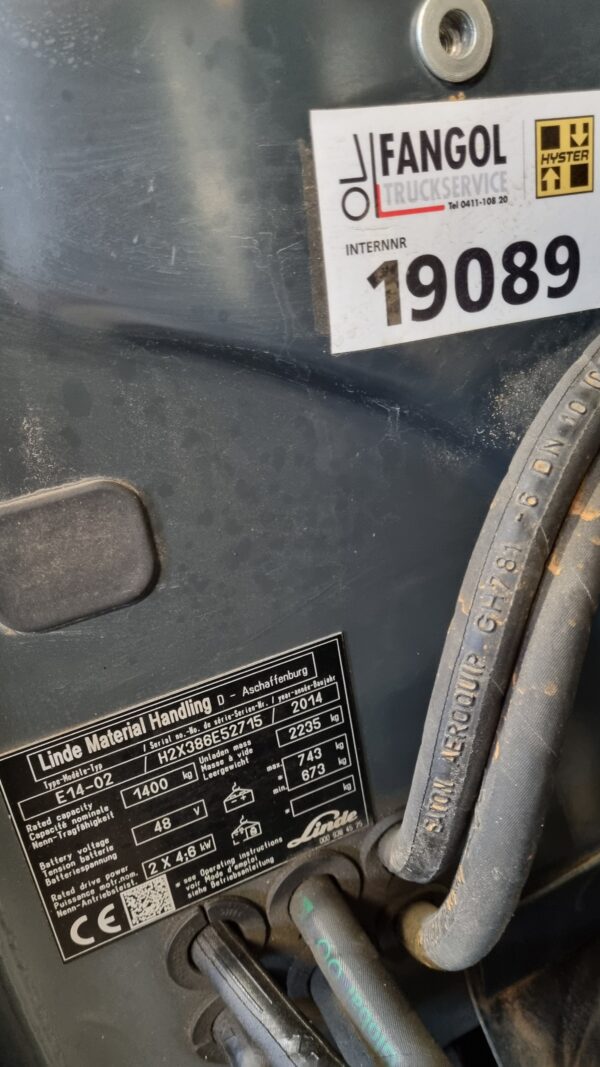 OLJ FANGOL
TRUCKSERVICE
Tel 0411-108 20
HYSTER
INTERNNR
19089
EATON AEROQUIP GH781 -6 DN 10
Linde Material Handling D - Aschaffenburg
Type-Modèle-Typ / Serial no.-No. de série-Serien-Nr. / year-année-Baujahr
E14-02 / H2X386E52715 / 2014
Rated capacity
Capacité nominale
Nenn-Tragfähigkeit
1400 kg
Unladen mass
Masse à vide
Leergewicht
2235 kg
Battery voltage
Tension batterie
Batteriespannung
48 V
max. 743 kg
min. 673
* kg
Rated drive power
Puissance motr.nom.
Nenn-Antriebsleist.
2 X 4,6 kW
* see Operating instructions
voir Mode d'emploi
siehe Betriebsanleitung
Linde
CE